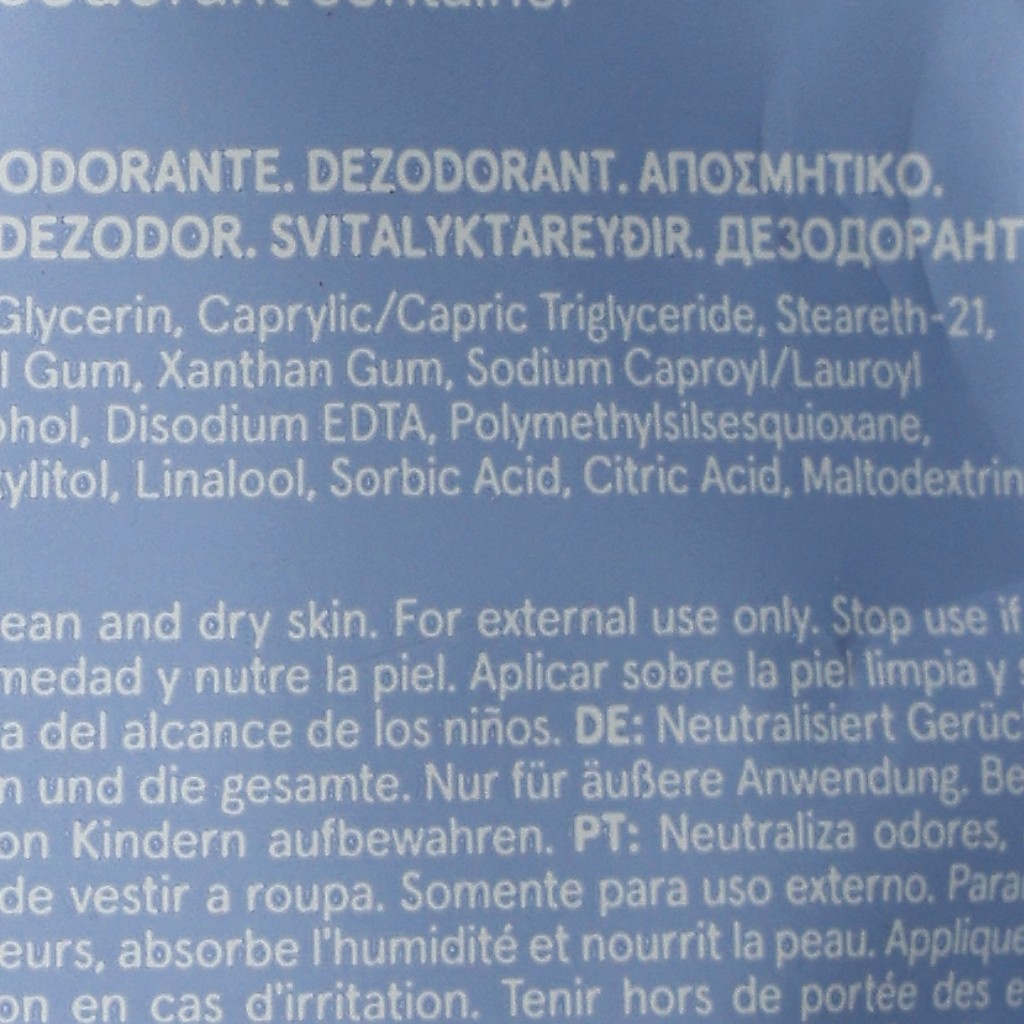 ODORANTE. DEZODORANT. ΑΠΟΣΜΗΤΙΚΟ.
DEZODOR. SVITALYKTAREYÐIR. ДЕЗОДОРАНТ
Glycerin, Caprylic/Capric Triglyceride, Steareth-21,
l Gum, Xanthan Gum, Sodium Caproyl/Lauroyl
ohol, Disodium EDTA, Polymethylsilsesquioxane,
ylitol, Linalool, Sorbic Acid, Citric Acid, Maltodextrin
ean and dry skin. For external use only. Stop use if
medad y nutre la piel. Aplicar sobre la piel limpia y s
a del alcance de los niños. DE: Neutralisiert Gerüc
n und die gesamte. Nur für äußere Anwendung. Be
on Kindern aufbewahren. PT: Neutraliza odores,
de vestir a roupa. Somente para uso externo. Para
eurs, absorbe l'humidité et nourrit la peau. Applique
on en cas d'irritation. Tenir hors de portée des e